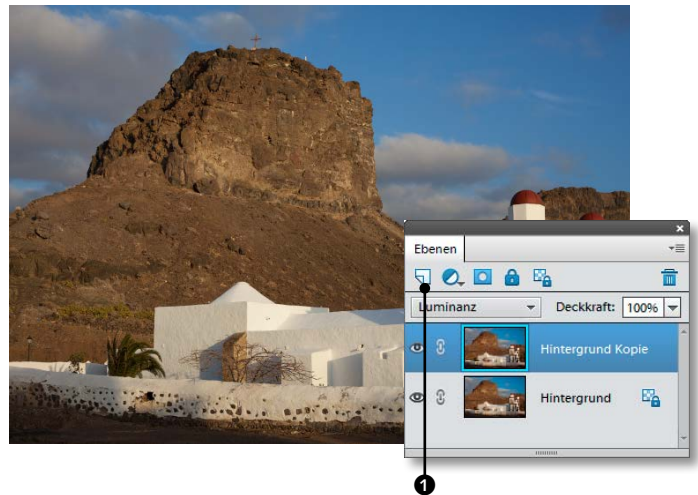 Ebenen
Luminanz Deckkraft: 100%
Hintergrund Kopie
Hintergrund
1